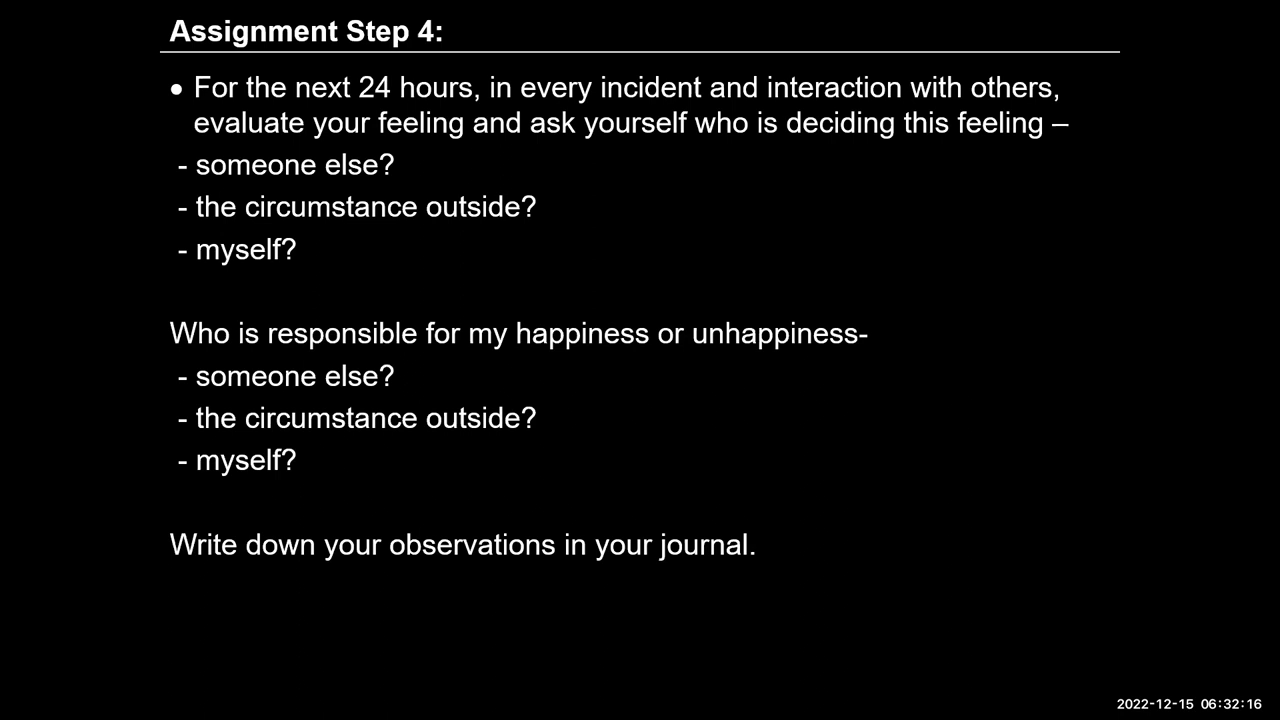 Assignment Step 4:
• For the next 24 hours, in every incident and interaction with others,
evaluate your feeling and ask yourself who is deciding this feeling –
- someone else?
- the circumstance outside?
- myself?
Who is responsible for my happiness or unhappiness-
- someone else?
- the circumstance outside?
- myself?
Write down your observations in your journal.
2022-12-15 06:32:16